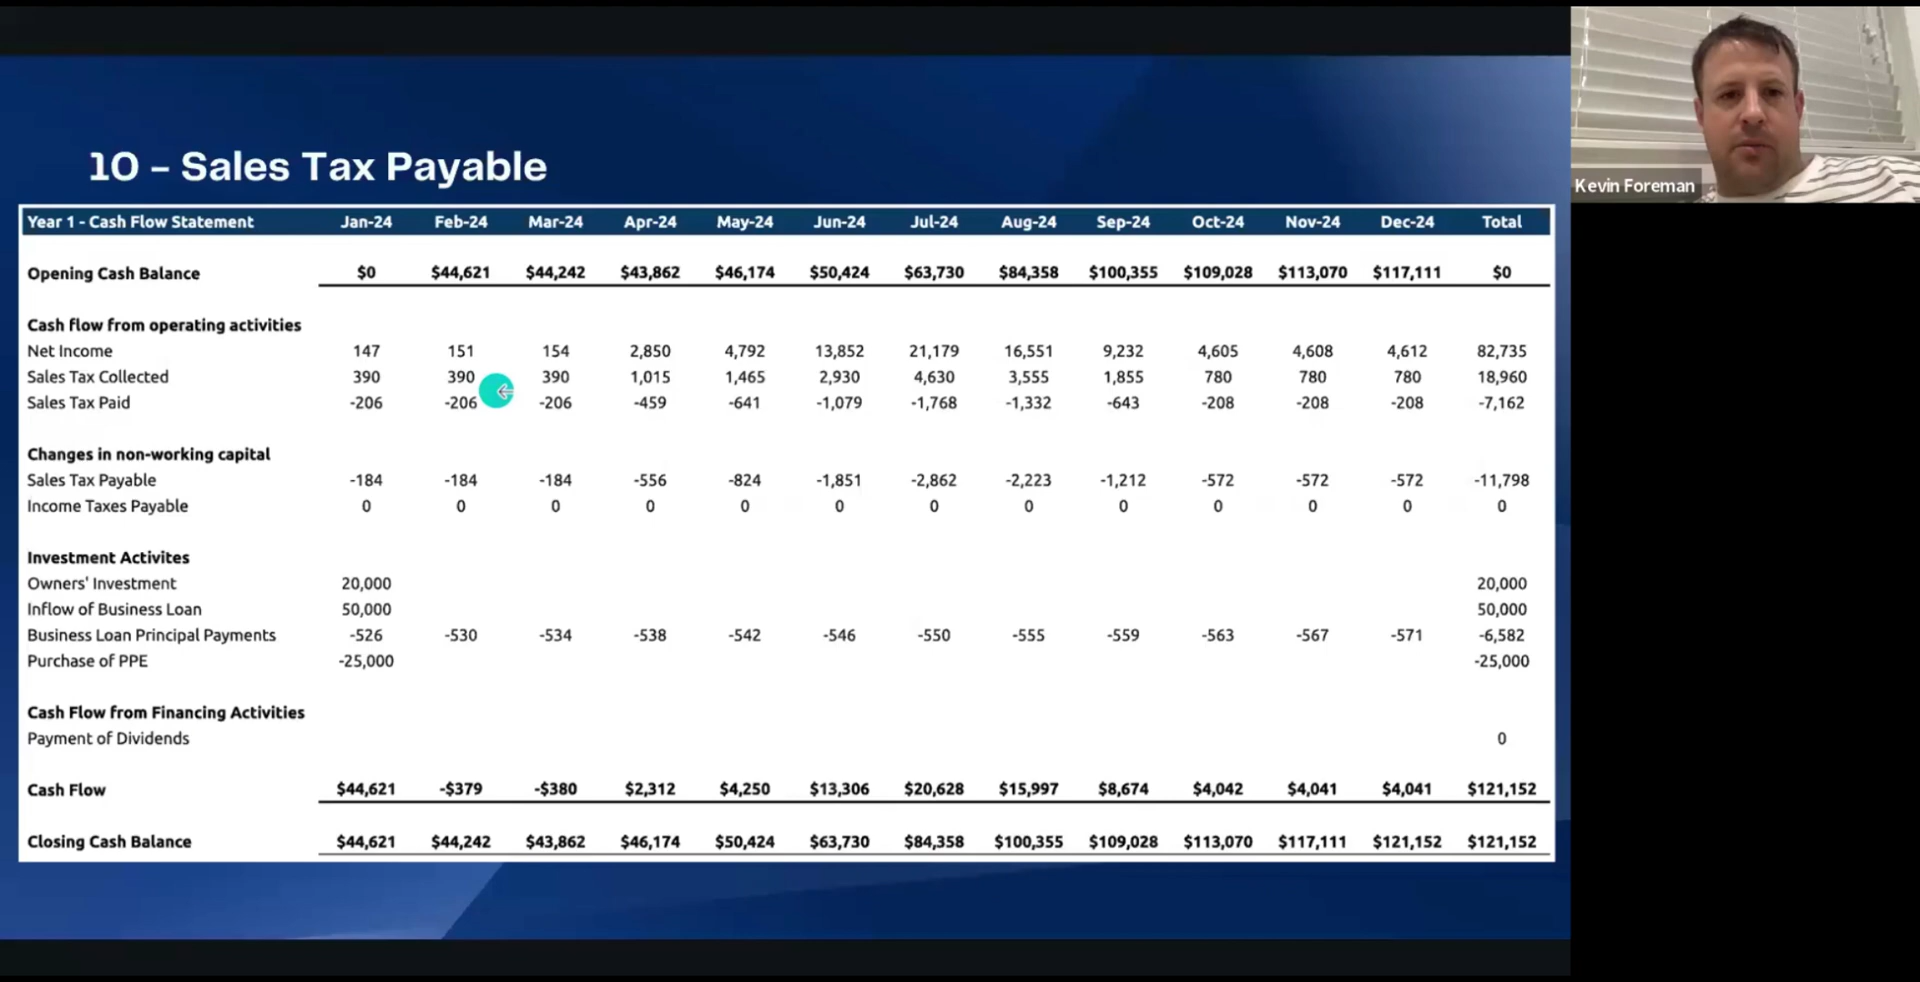 10 – Sales Tax Payable
Kevin Foreman
Year 1 - Cash Flow Statement Jan-24 Feb-24 Mar-24 Apr-24 May-24 Jun-24 Jul-24 Aug-24 Sep-24 Oct-24 Nov-24 Dec-24 Total
Opening Cash Balance $0 $44,621 $44,242 $43,862 $46,174 $50,424 $63,730 $84,358 $100,355 $109,028 $113,070 $117,111 $0
Cash flow from operating activities
Net Income 147 151 154 2,850 4,792 13,852 21,179 16,551 9,232 4,605 4,608 4,612 82,735
Sales Tax Collected 390 390 390 1,015 1,465 2,930 4,630 3,555 1,855 780 780 780 18,960
Sales Tax Paid -206 -206 -206 -459 -641 -1,079 -1,768 -1,332 -643 -208 -208 -208 -7,162
Changes in non-working capital
Sales Tax Payable -184 -184 -184 -556 -824 -1,851 -2,862 -2,223 -1,212 -572 -572 -572 -11,798
Income Taxes Payable 0 0 0 0 0 0 0 0 0 0 0 0 0
Investment Activites
Owners' Investment 20,000 20,000
Inflow of Business Loan 50,000 50,000
Business Loan Principal Payments -526 -530 -534 -538 -542 -546 -550 -555 -559 -563 -567 -571 -6,582
Purchase of PPE -25,000 -25,000
Cash Flow from Financing Activities
Payment of Dividends 0
Cash Flow $44,621 -$379 -$380 $2,312 $4,250 $13,306 $20,628 $15,997 $8,674 $4,042 $4,041 $4,041 $121,152
Closing Cash Balance $44,621 $44,242 $43,862 $46,174 $50,424 $63,730 $84,358 $100,355 $109,028 $113,070 $117,111 $121,152 $121,152